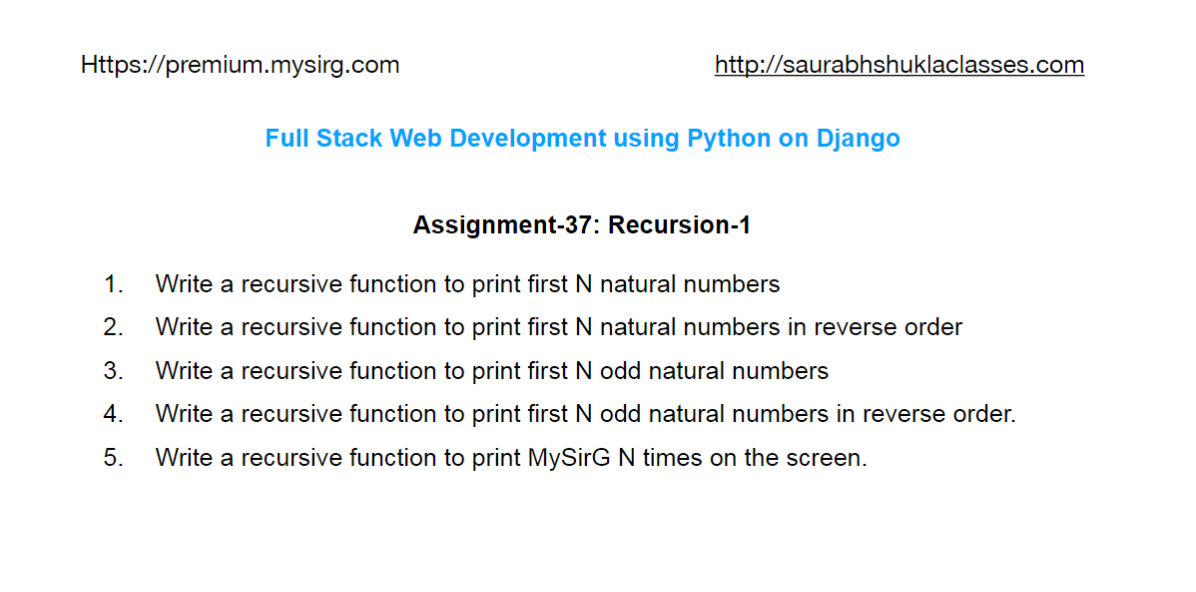 Https://premium.mysirg.com http://saurabhshuklaclasses.com
Full Stack Web Development using Python on Django
Assignment-37: Recursion-1
1. Write a recursive function to print first N natural numbers
2. Write a recursive function to print first N natural numbers in reverse order
3. Write a recursive function to print first N odd natural numbers
4. Write a recursive function to print first N odd natural numbers in reverse order.
5. Write a recursive function to print MySirG N times on the screen.